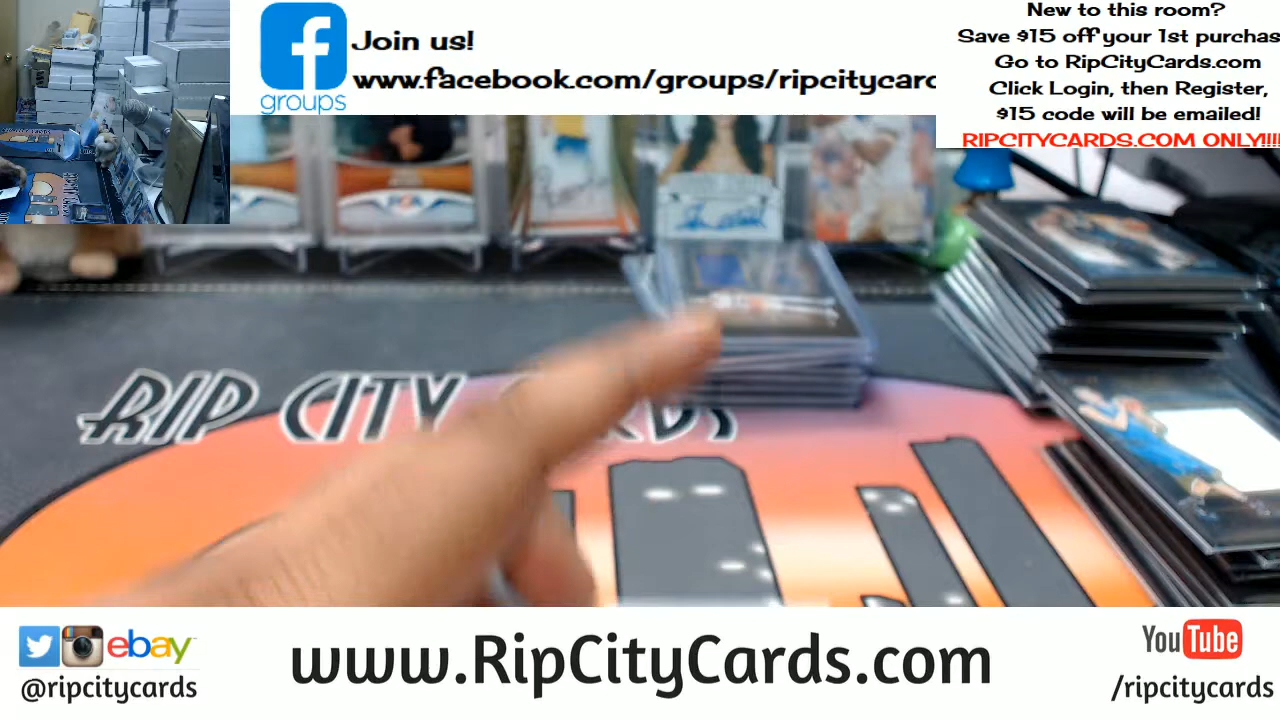 Join us!
www.facebook.com/groups/ripcitycarc
groups
New to this room?
Save $15 off your 1st purchas
Go to RipCityCards.com
Click Login, then Register,
$15 code will be emailed!
RIPCITYCARDS.COM ONLY!!!!
RIP CITY
ebay
@ripcitycards
www.RipCityCards.com
YouTube
/ripcitycards